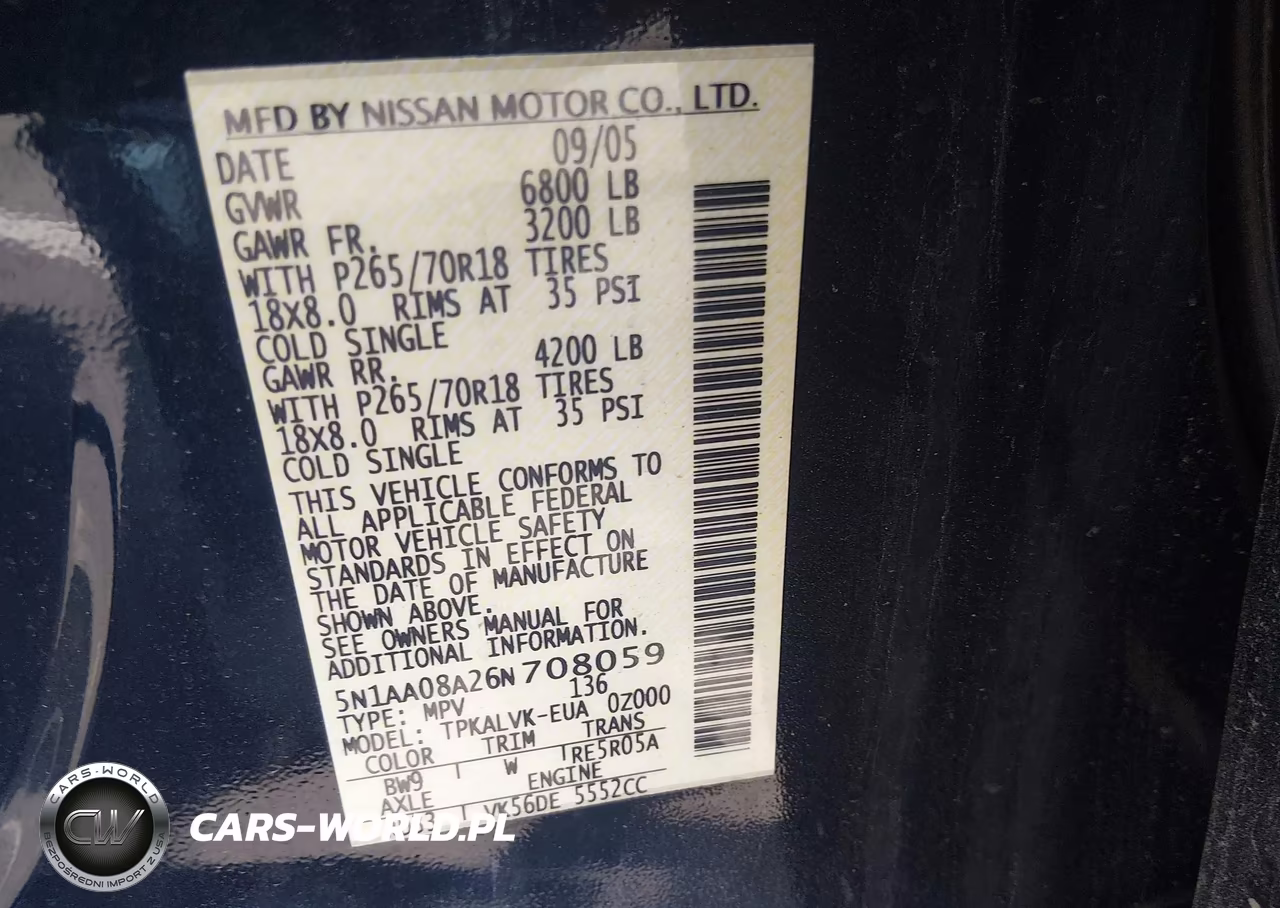 MFD BY NISSAN MOTOR CO., LTD.
DATE 09/05
GVWR 6800 LB
GAWR FR. 3200 LB
WITH P265/70R18 TIRES
18X8.0 RIMS AT 35 PSI
COLD SINGLE
GAWR RR. 4200 LB
WITH P265/70R18 TIRES
18X8.0 RIMS AT 35 PSI
COLD SINGLE
THIS VEHICLE CONFORMS TO
ALL APPLICABLE FEDERAL
MOTOR VEHICLE SAFETY
STANDARDS IN EFFECT ON
THE DATE OF MANUFACTURE
SHOWN ABOVE.
SEE OWNERS MANUAL FOR
ADDITIONAL INFORMATION.
5N1AA08A26N708059
TYPE: MPV 136
MODEL: TPKALVK-EUA 0Z000
COLOR TRIM TRANS
BW9 W RE5R05A
AXLE ENGINE
VK56DE 5552CC
CARS-WORLD
CW
BEZPOŚREDNI IMPORT Z USA
CARS-WORLD.PL